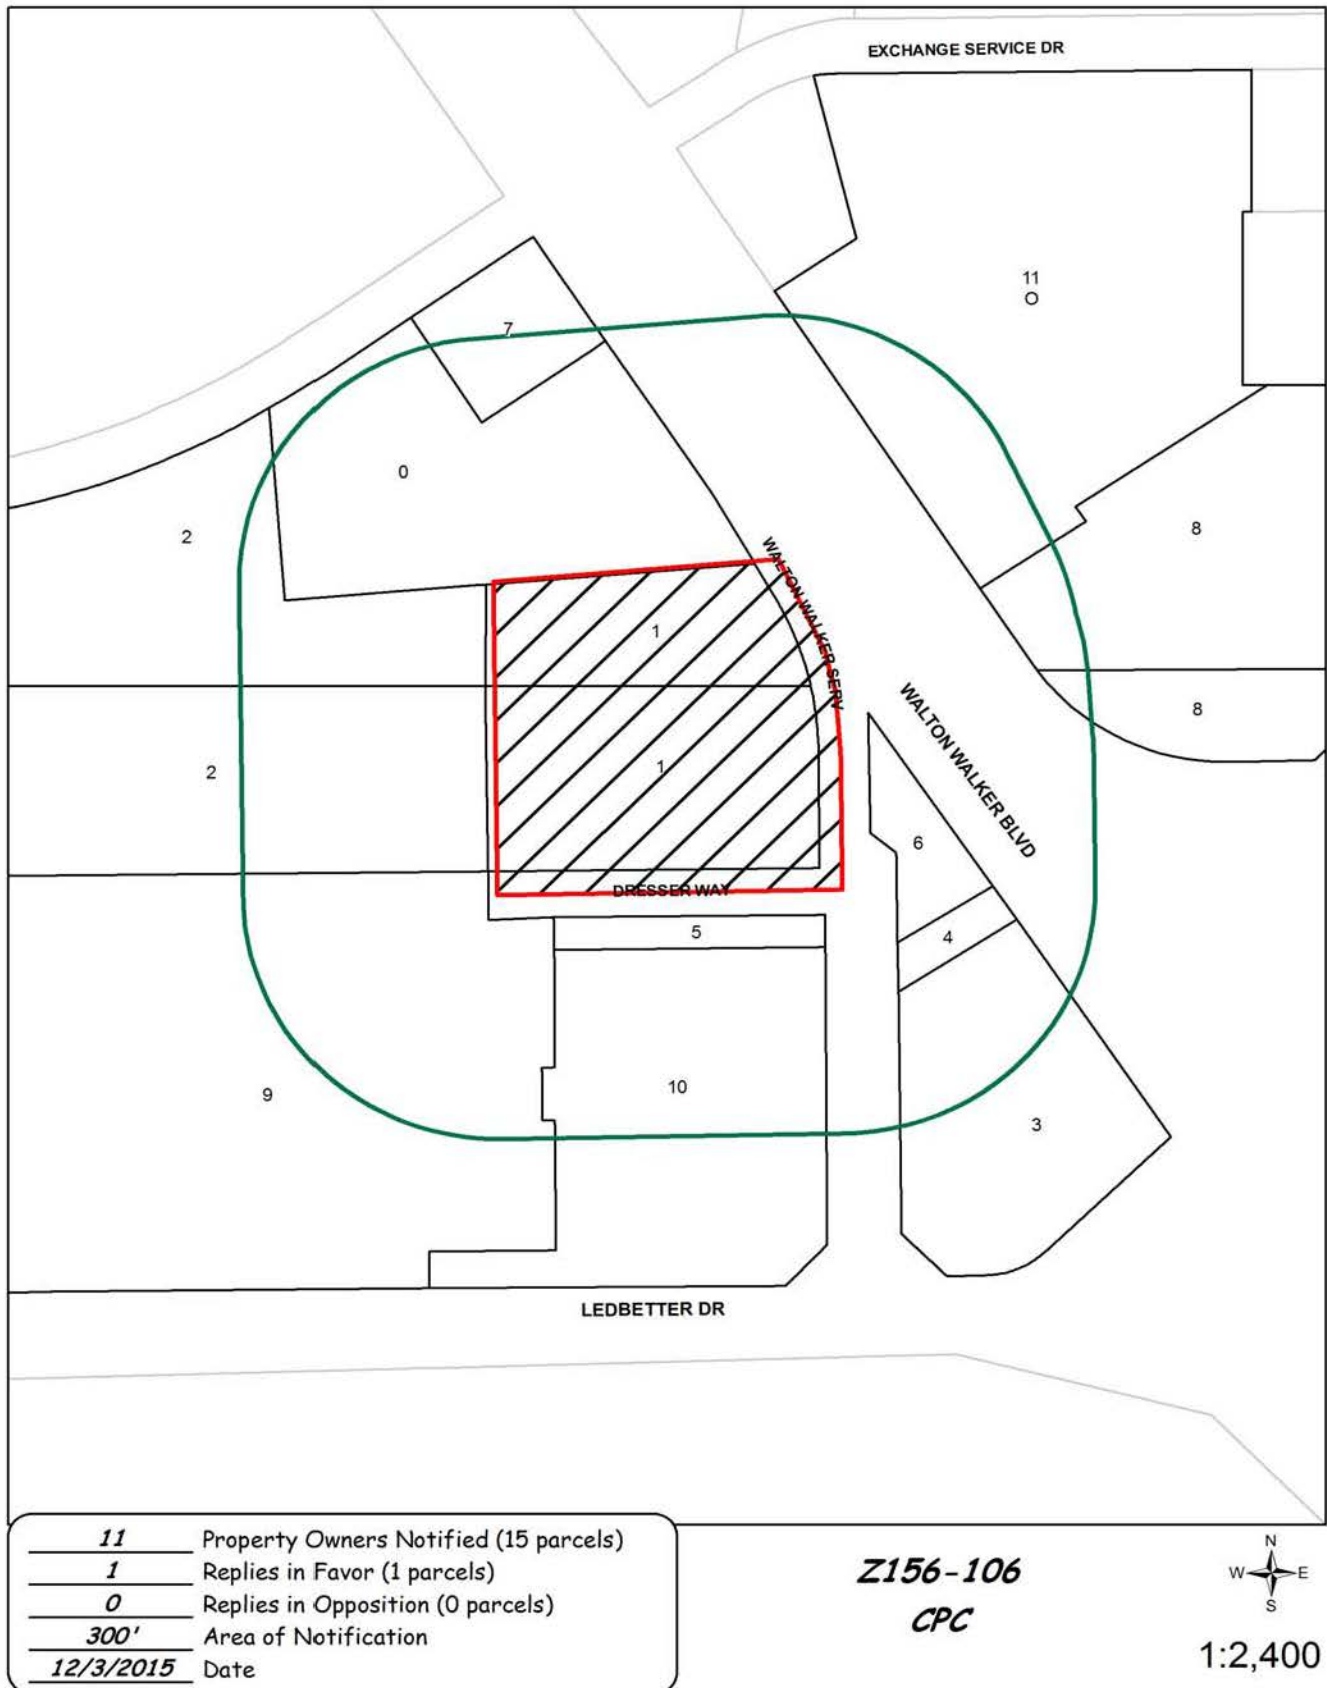 EXCHANGE SERVICE DR
11
O
7
0
2
8
WALTON WALKER SERV
1
8
WALTON WALKER BLVD
2
1
6
DRESSER WAY
5
4
9
10
3
LEDBETTER DR
11 Property Owners Notified (15 parcels)
1 Replies in Favor (1 parcels)
0 Replies in Opposition (0 parcels)
300' Area of Notification
12/3/2015 Date
Z156-106
CPC
N
W E
S
1:2,400